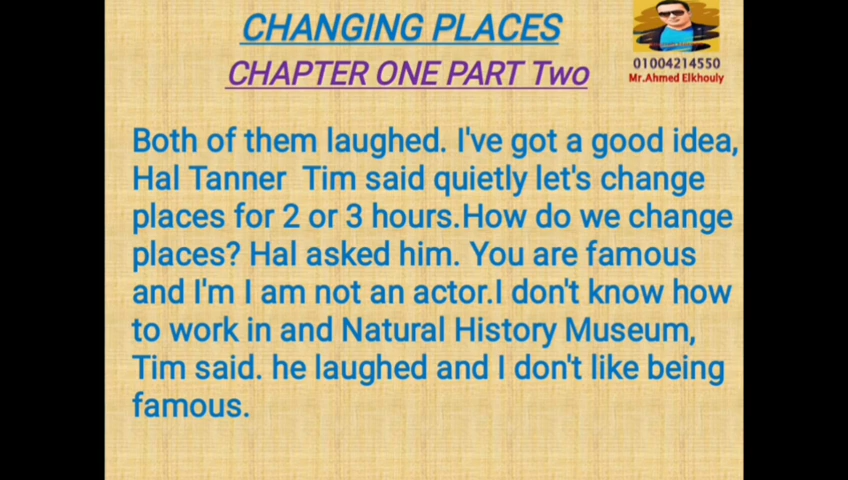 CHANGING PLACES
CHAPTER ONE PART Two
01004214550
Mr.Ahmed Elkhouly
Both of them laughed. I've got a good idea,
Hal Tanner Tim said quietly let's change
places for 2 or 3 hours.How do we change
places? Hal asked him. You are famous
and I'm I am not an actor.I don't know how
to work in and Natural History Museum,
Tim said. he laughed and I don't like being
famous.